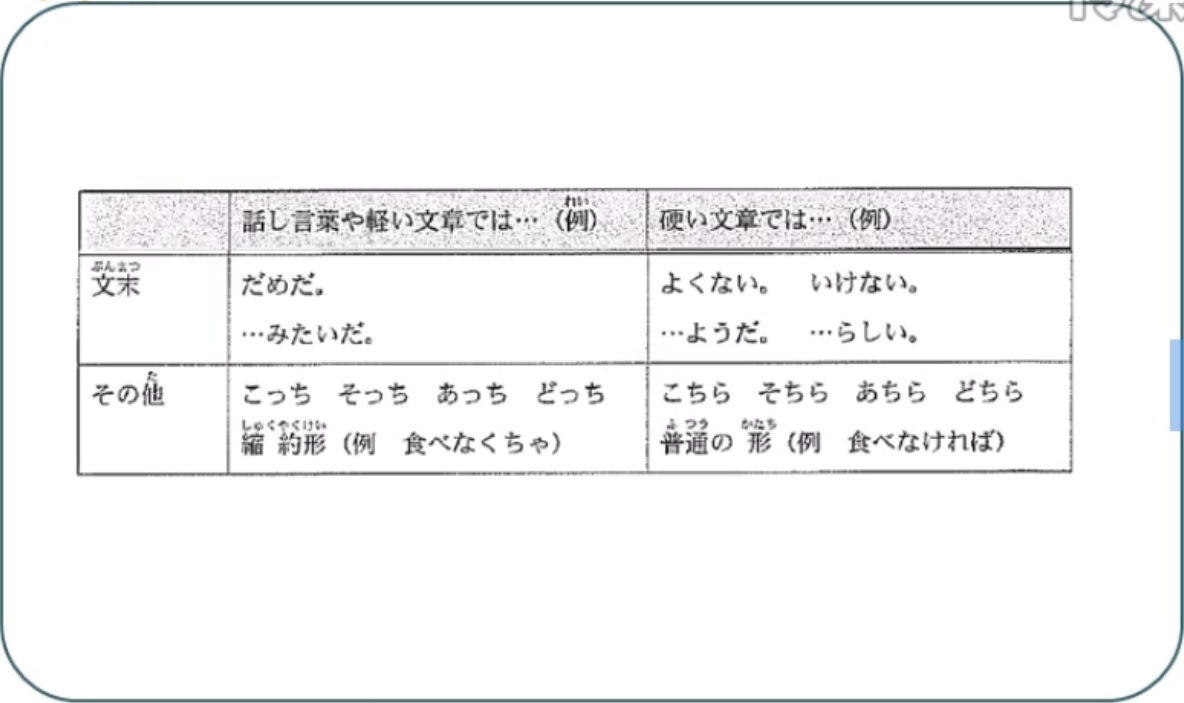 話し言葉や軽い文章では…（例） 硬い文章では…（例）
文末 だめだ。 よくない。 いけない。
…みたいだ。 …ようだ。 …らしい。
その他 こっち そっち あっち どっち こちら そちら あちら どちら
縮約形（例 食べなくちゃ） 普通の形（例 食べなければ）